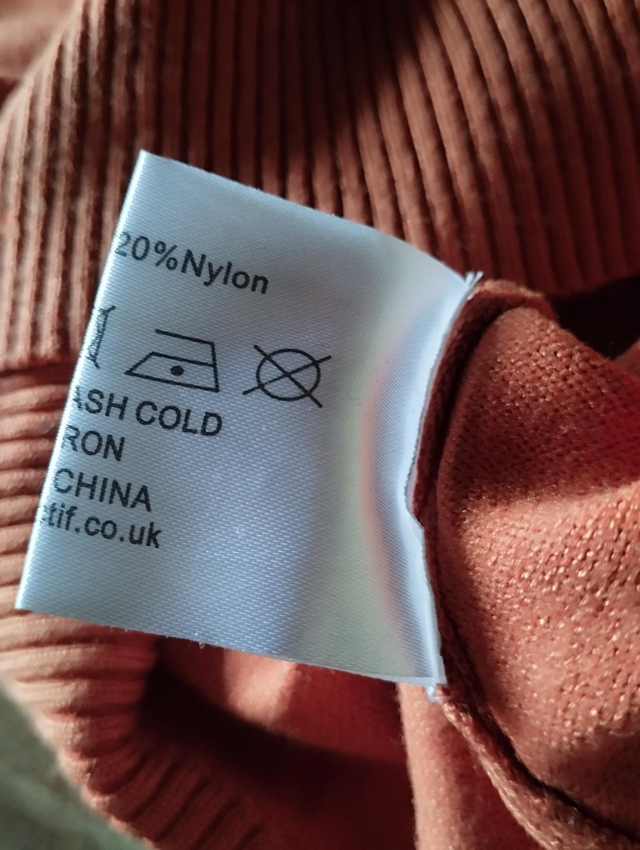 20%Nylon
ASH COLD
RON
CHINA
tif.co.uk